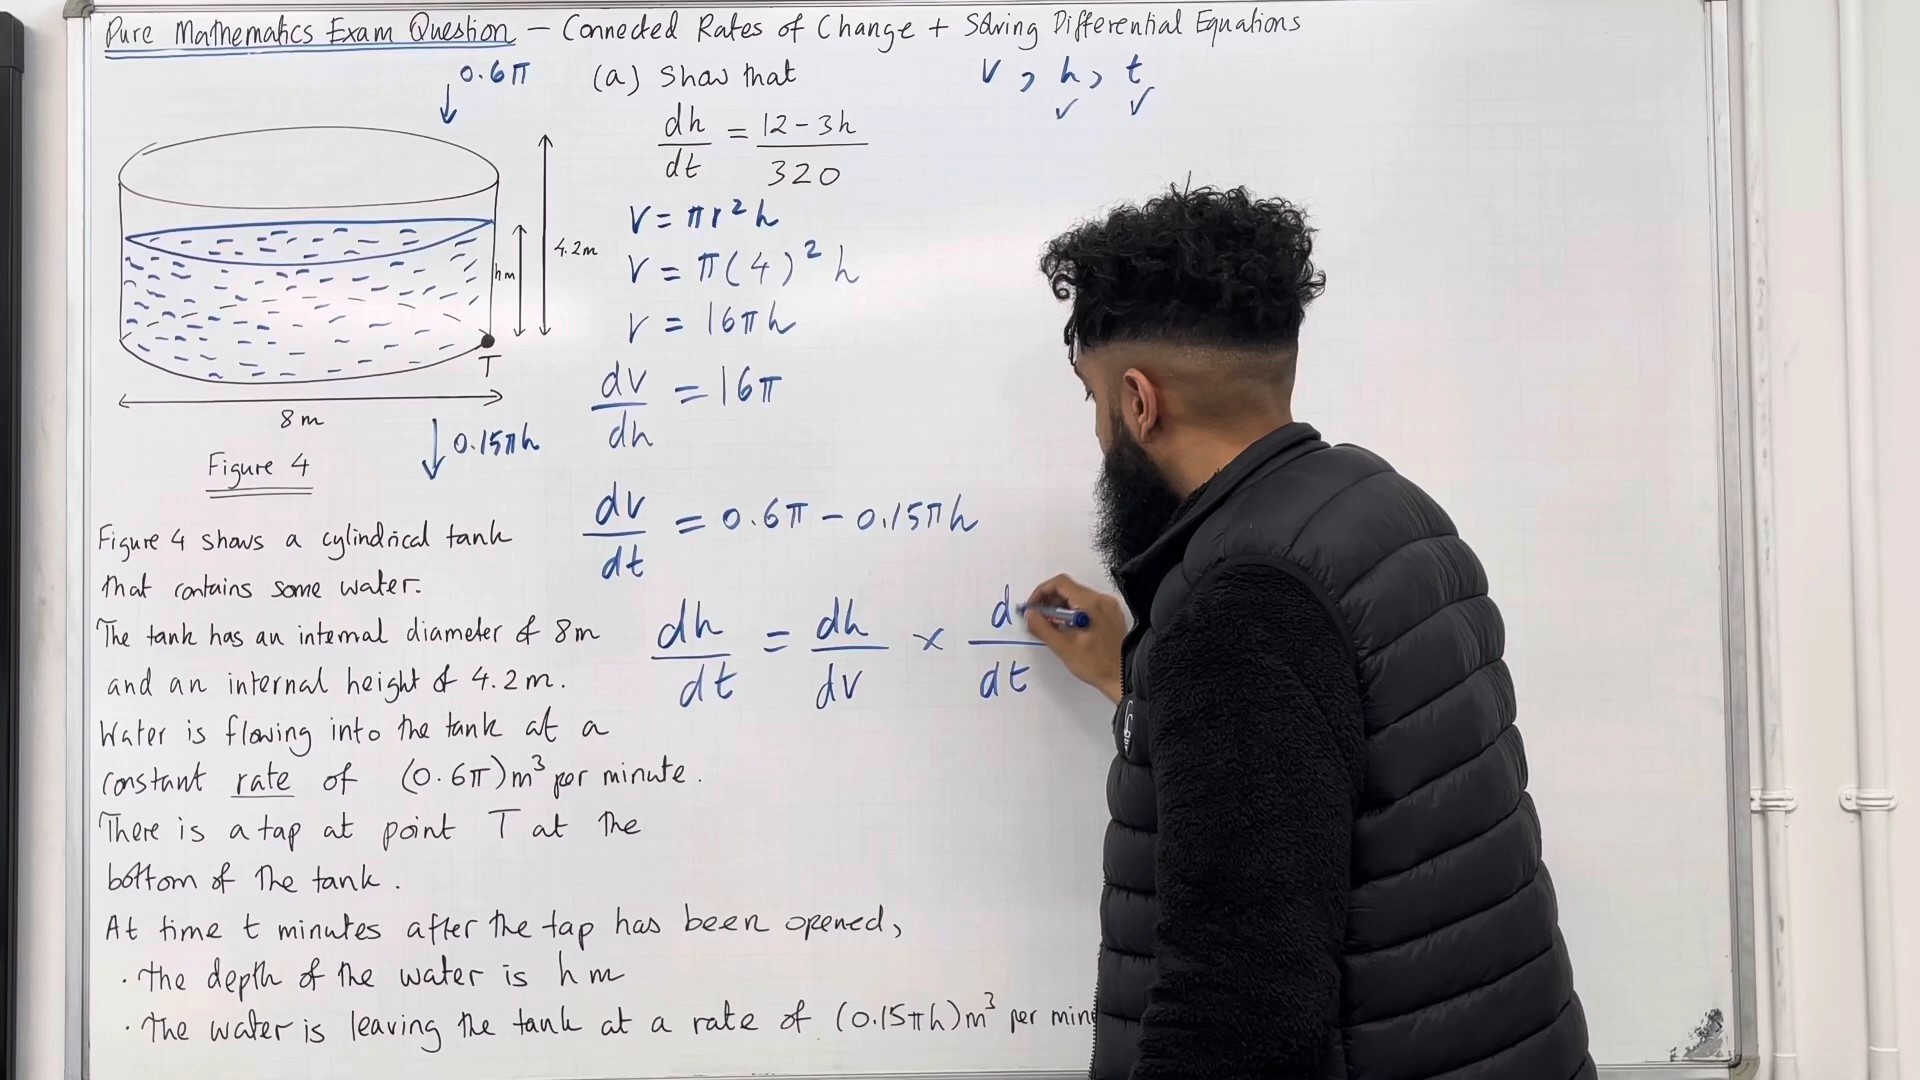 Pure Mathematics Exam Question – Connected Rates of Change + Solving Differential Equations
0.6π
(a) Show that
V, h, t
✓ ✓
dh/dt = 12-3h/320
V = πr²h
V = π(4)²h
V = 16πh
dV/dh = 16π
4.2m
hm
T
8m
0.15πh
Figure 4
dV/dt = 0.6π - 0.15πh
dh/dt = dh/dV × d/dt
Figure 4 shows a cylindrical tank
that contains some water.
The tank has an internal diameter of 8m
and an internal height of 4.2m.
Water is flowing into the tank at a
constant rate of (0.6π)m³ per minute.
There is a tap at point T at the
bottom of the tank.
At time t minutes after the tap has been opened,
· the depth of the water is h m
· the water is leaving the tank at a rate of (0.15πh)m³ per